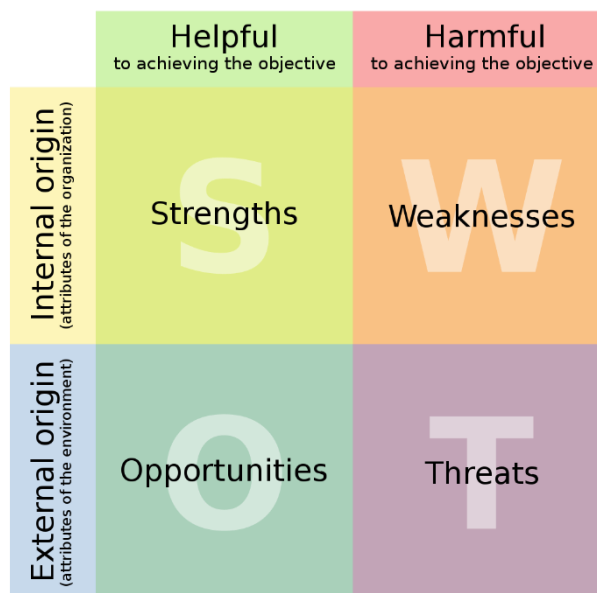 Helpful
to achieving the objective
Harmful
to achieving the objective
Internal origin
(attributes of the organization)
S
Strengths
W
Weaknesses
External origin
(attributes of the environment)
O
Opportunities
T
Threats